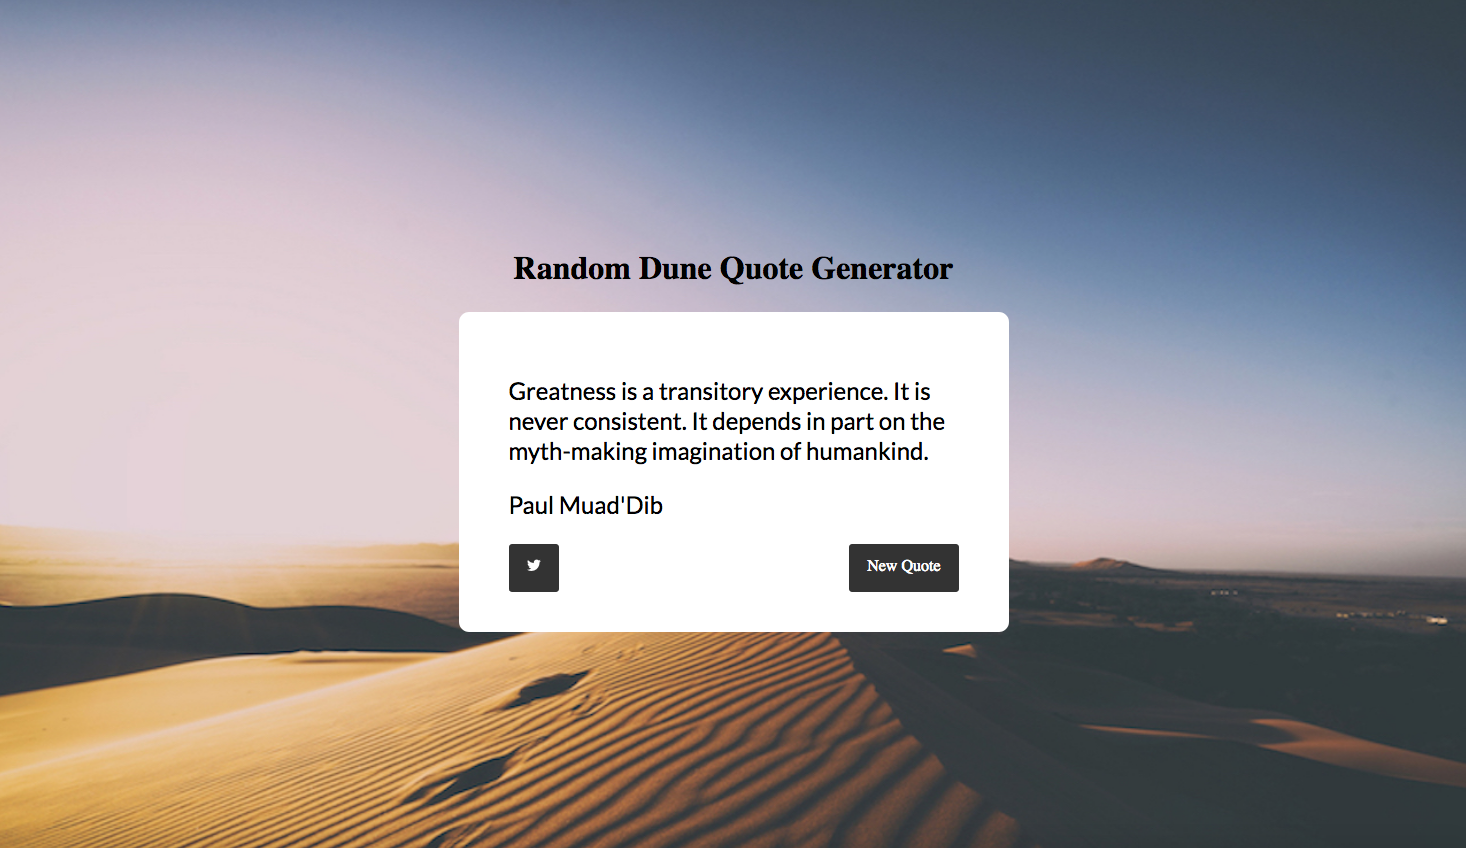 Random Dune Quote Generator
Greatness is a transitory experience. It is
never consistent. It depends in part on the
myth-making imagination of humankind.
Paul Muad'Dib
New Quote